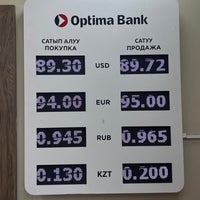 Optima Bank
САТЫП АЛУУ САТУУ
ПОКУПКА ПРОДАЖА
89.30 USD 89.72
94.00 EUR 95.00
0.945 RUB 0.965
0.130 KZT 0.200